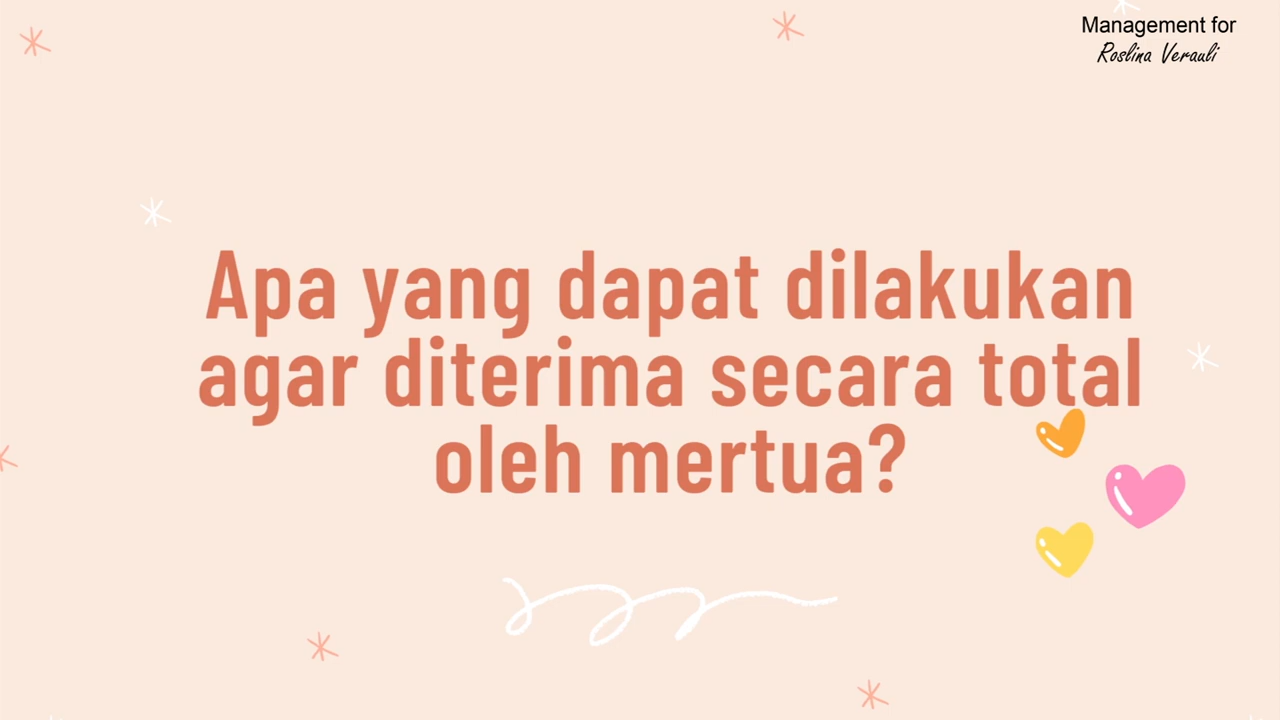 Management for
Roslina Verauli
Apa yang dapat dilakukan
agar diterima secara total
oleh mertua?